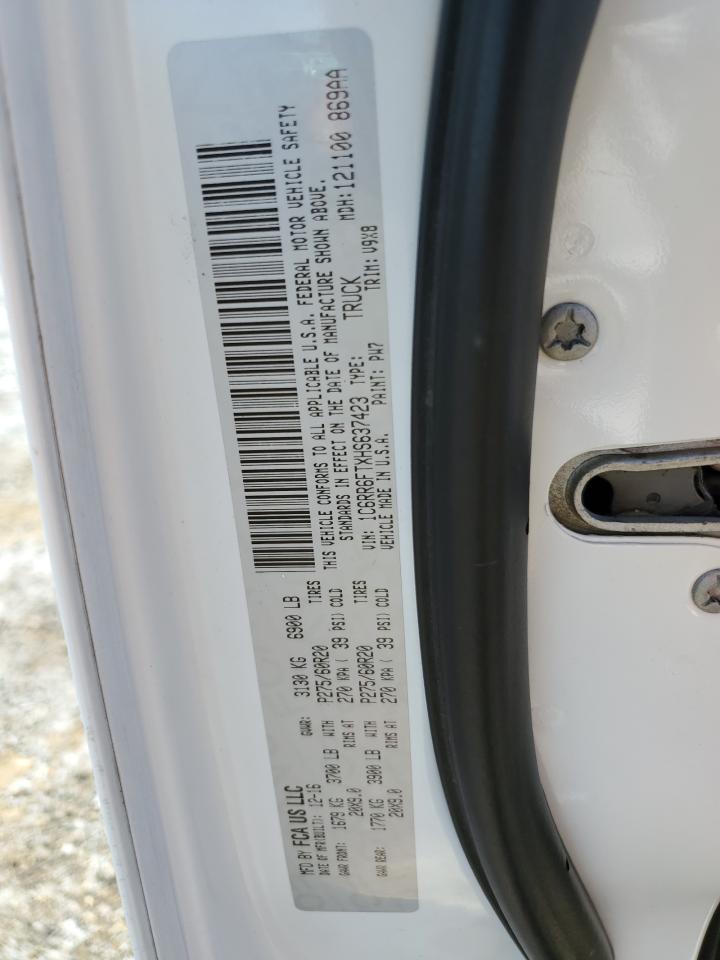 MFD BY FCA US LLC
DATE OF MFR(BUILT): 12-16 GVWR: 3130 KG 6900 LB
GAWR FRONT: 1679 KG 3700 LB WITH P275/60R20 TIRES
20X9.0 RIMS AT 270 KPA ( 39 PSI) COLD
GAWR REAR: 1770 KG 3900 LB WITH P275/60R20 TIRES
20X9.0 RIMS AT 270 KPA ( 39 PSI) COLD
THIS VEHICLE CONFORMS TO ALL APPLICABLE U.S.A. FEDERAL MOTOR VEHICLE SAFETY
STANDARDS IN EFFECT ON THE DATE OF MANUFACTURE SHOWN ABOVE.
VIN: 1C6RR6FTXHS637423 TYPE: TRUCK MDH:121100 869AA
VEHICLE MADE IN U.S.A. PAINT: PW7 TRIM: V9X8